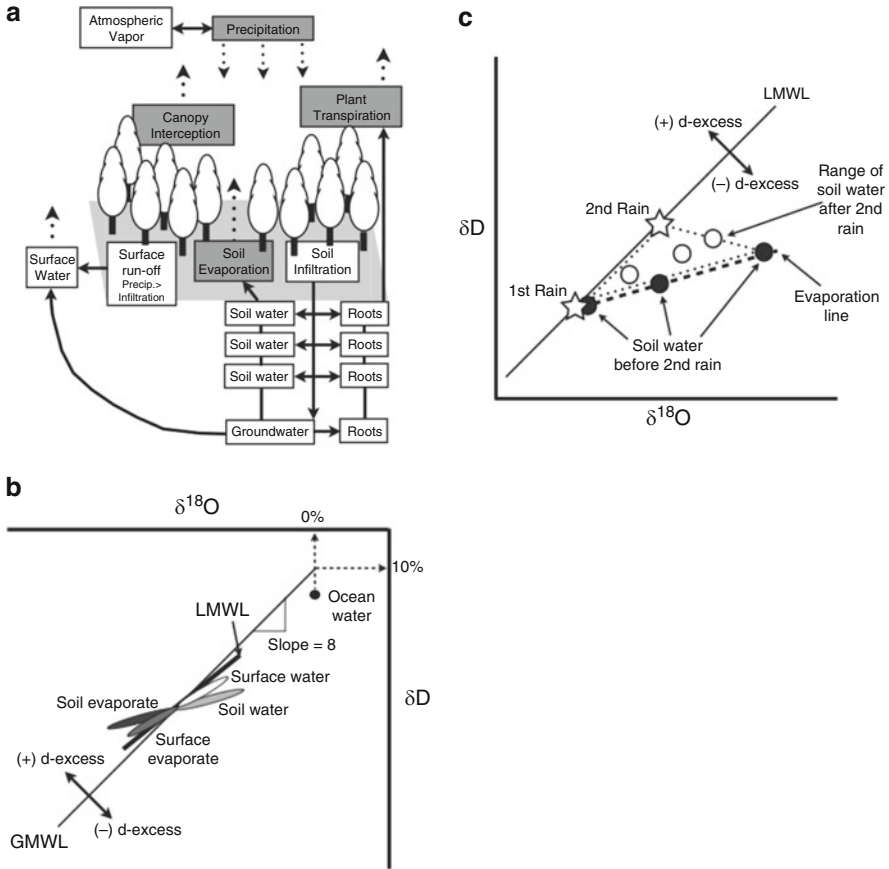 a
Atmospheric
Vapor
Precipitation
Canopy
Interception
Plant
Transpiration
Surface
Water
Surface
run-off
Precip.>
Infiltration
Soil
Evaporation
Soil
Infiltration
Soil water
Roots
Soil water
Roots
Soil water
Roots
Groundwater
Roots
b
δ18O
0%
10%
Ocean
water
LMWL
Slope = 8
Surface water
Soil evaporate
Soil water
δD
Surface
evaporate
(+) d-excess
(–) d-excess
GMWL
c
LMWL
(+) d-excess
(–) d-excess
Range of
soil water
after 2nd
rain
2nd Rain
δD
1st Rain
Evaporation
line
Soil water
before 2nd rain
δ18O